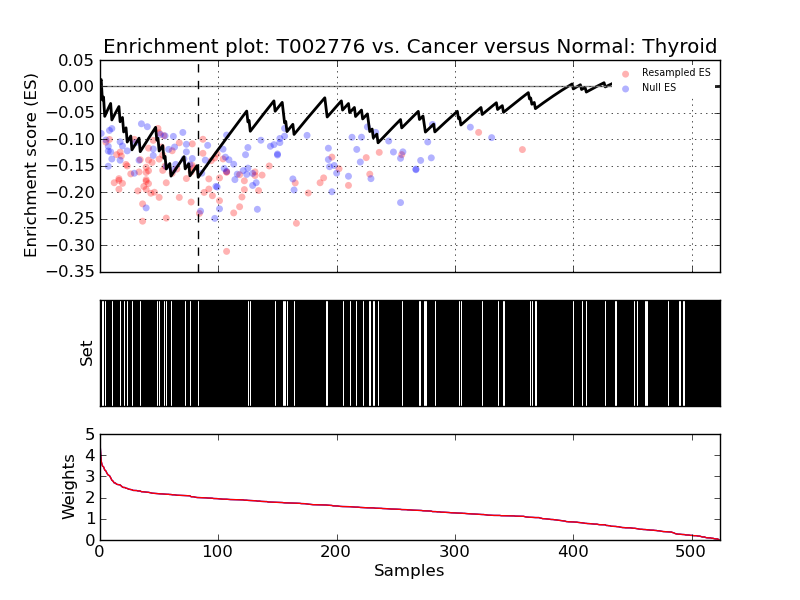 Enrichment plot: T002776 vs. Cancer versus Normal: Thyroid
0.05
0.00
−0.05
−0.10
−0.15
−0.20
−0.25
−0.30
−0.35
Enrichment score (ES)
Resampled ES
Null ES
Set
5
4
3
2
1
0
Weights
0 100 200 300 400 500
Samples